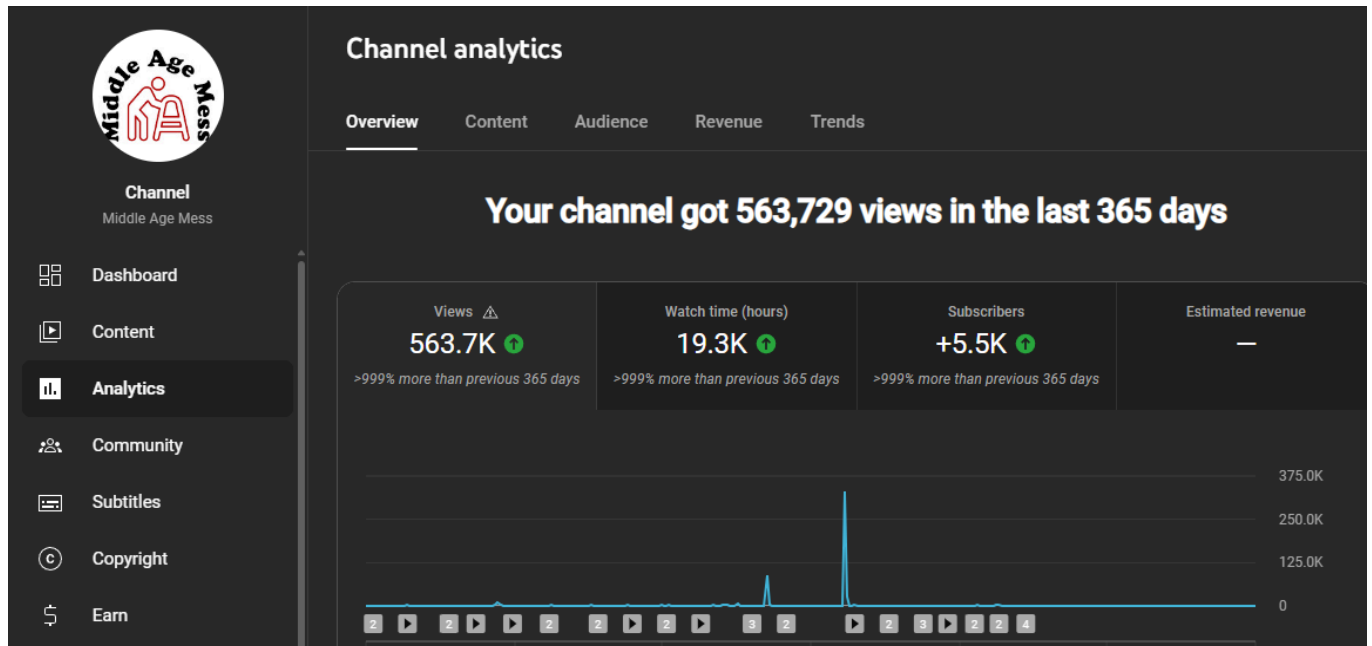 Middle Age Mess
Channel
Middle Age Mess
Dashboard
Content
Analytics
Community
Subtitles
Copyright
Earn
Channel analytics
Overview Content Audience Revenue Trends
Your channel got 563,729 views in the last 365 days
Views Watch time (hours) Subscribers Estimated revenue
563.7K 19.3K +5.5K —
>999% more than previous 365 days >999% more than previous 365 days >999% more than previous 365 days
375.0K
250.0K
125.0K
0
2 2 2 2 2 3 2 2 3 2 2 4